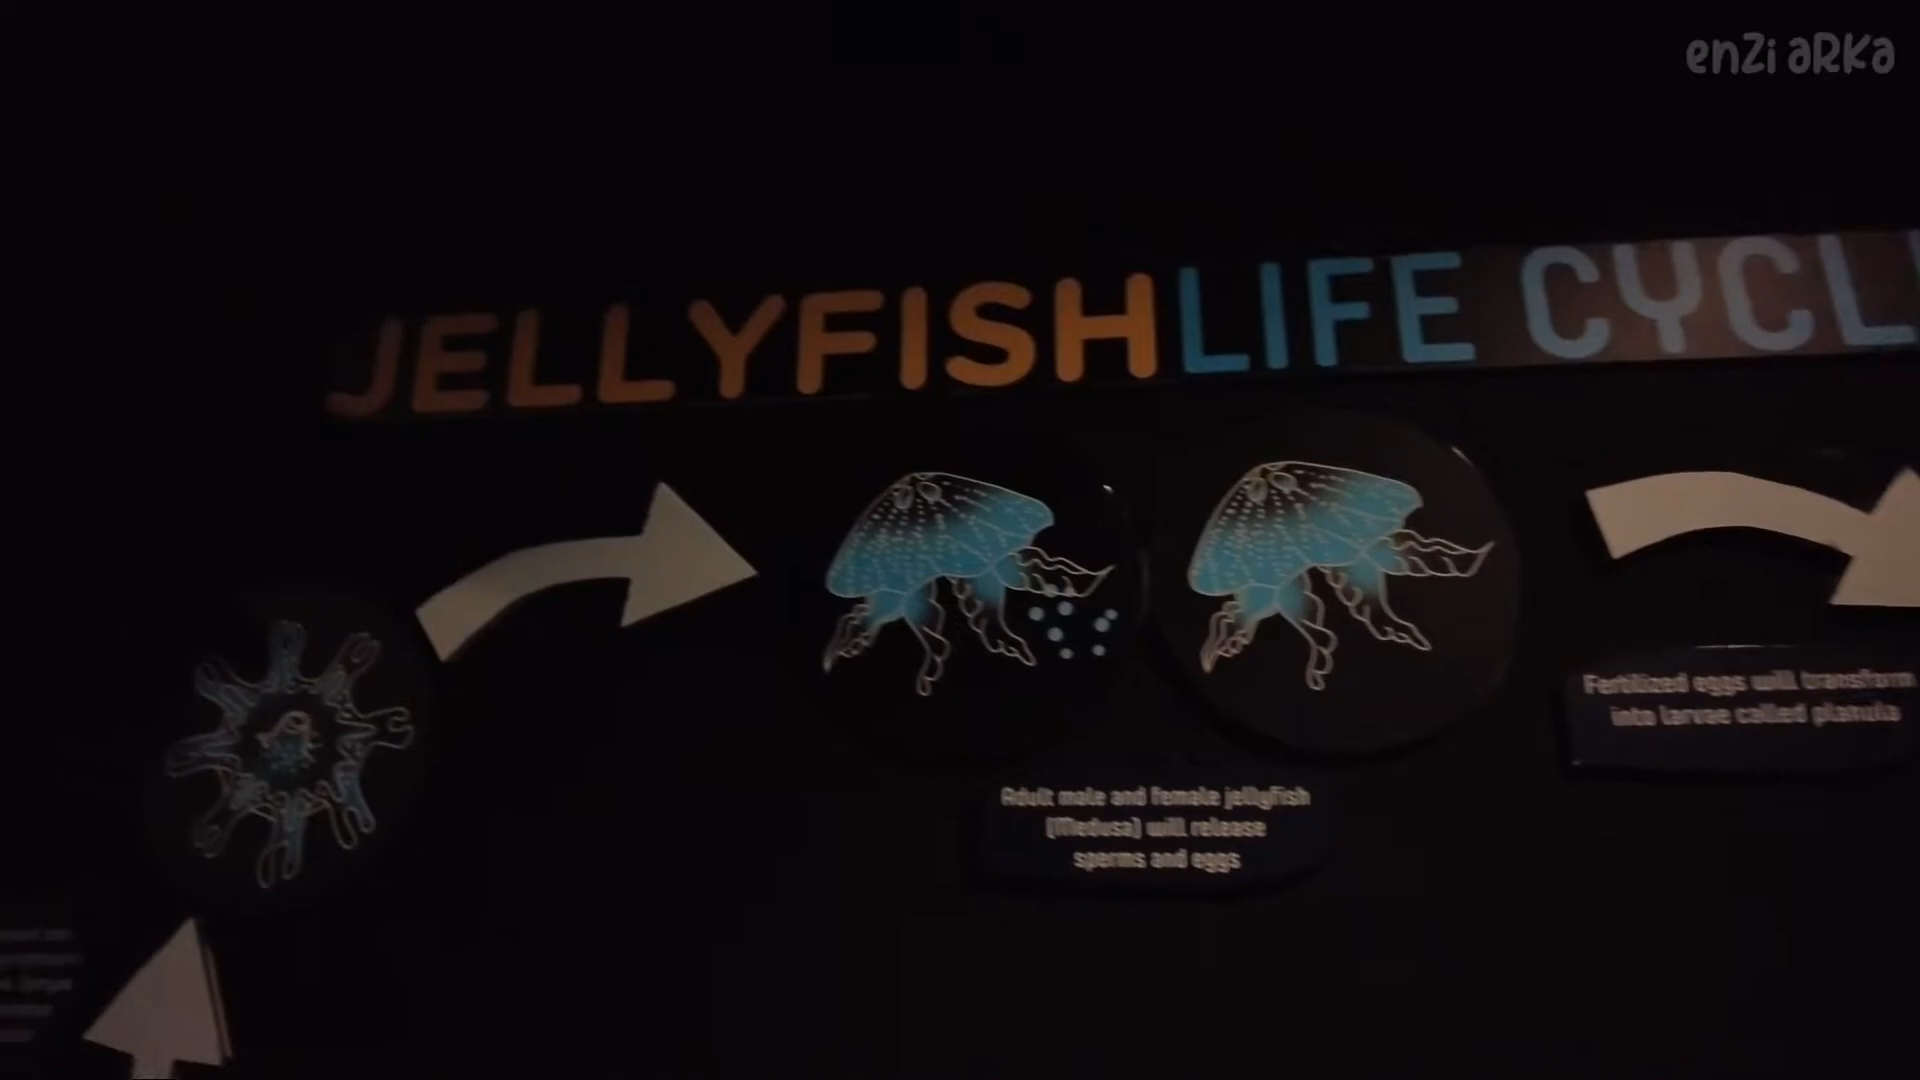 enzi aRKa
JELLYFISH LIFE CYCL
Fertilized eggs will transform
into larvae called planula
Adult male and female jellyfish
(Medusa) will release
sperms and eggs